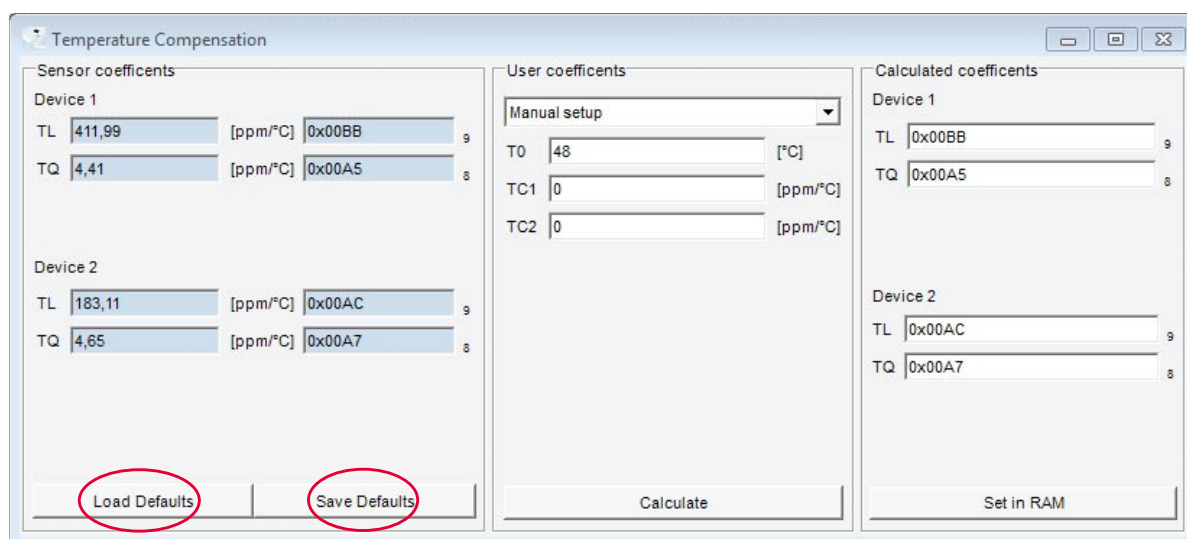 Temperature Compensation
Sensor coefficents
Device 1
TL 411,99 [ppm/°C] 0x00BB 9
TQ 4,41 [ppm/°C] 0x00A5 8
Device 2
TL 183,11 [ppm/°C] 0x00AC 9
TQ 4,65 [ppm/°C] 0x00A7 8
Load Defaults Save Defaults
User coefficents
Manual setup
T0 48 [°C]
TC1 0 [ppm/°C]
TC2 0 [ppm/°C]
Calculate
Calculated coefficents
Device 1
TL 0x00BB 9
TQ 0x00A5 8
Device 2
TL 0x00AC 9
TQ 0x00A7 8
Set in RAM